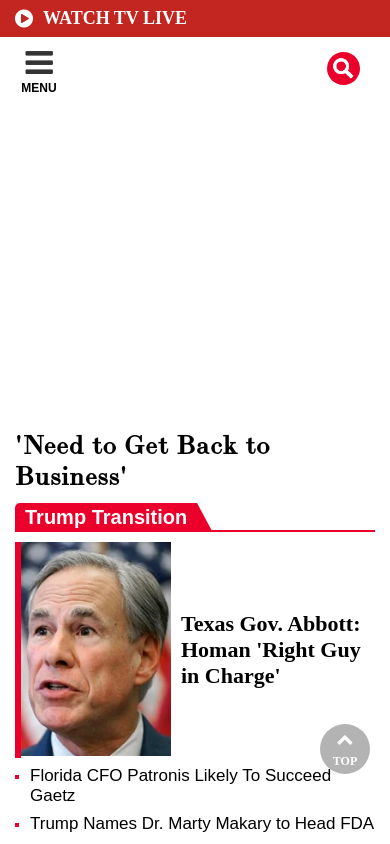 WATCH TV LIVE
MENU
'Need to Get Back to
Business'
Trump Transition
Texas Gov. Abbott:
Homan 'Right Guy
in Charge'
TOP
Florida CFO Patronis Likely To Succeed
Gaetz
Trump Names Dr. Marty Makary to Head FDA